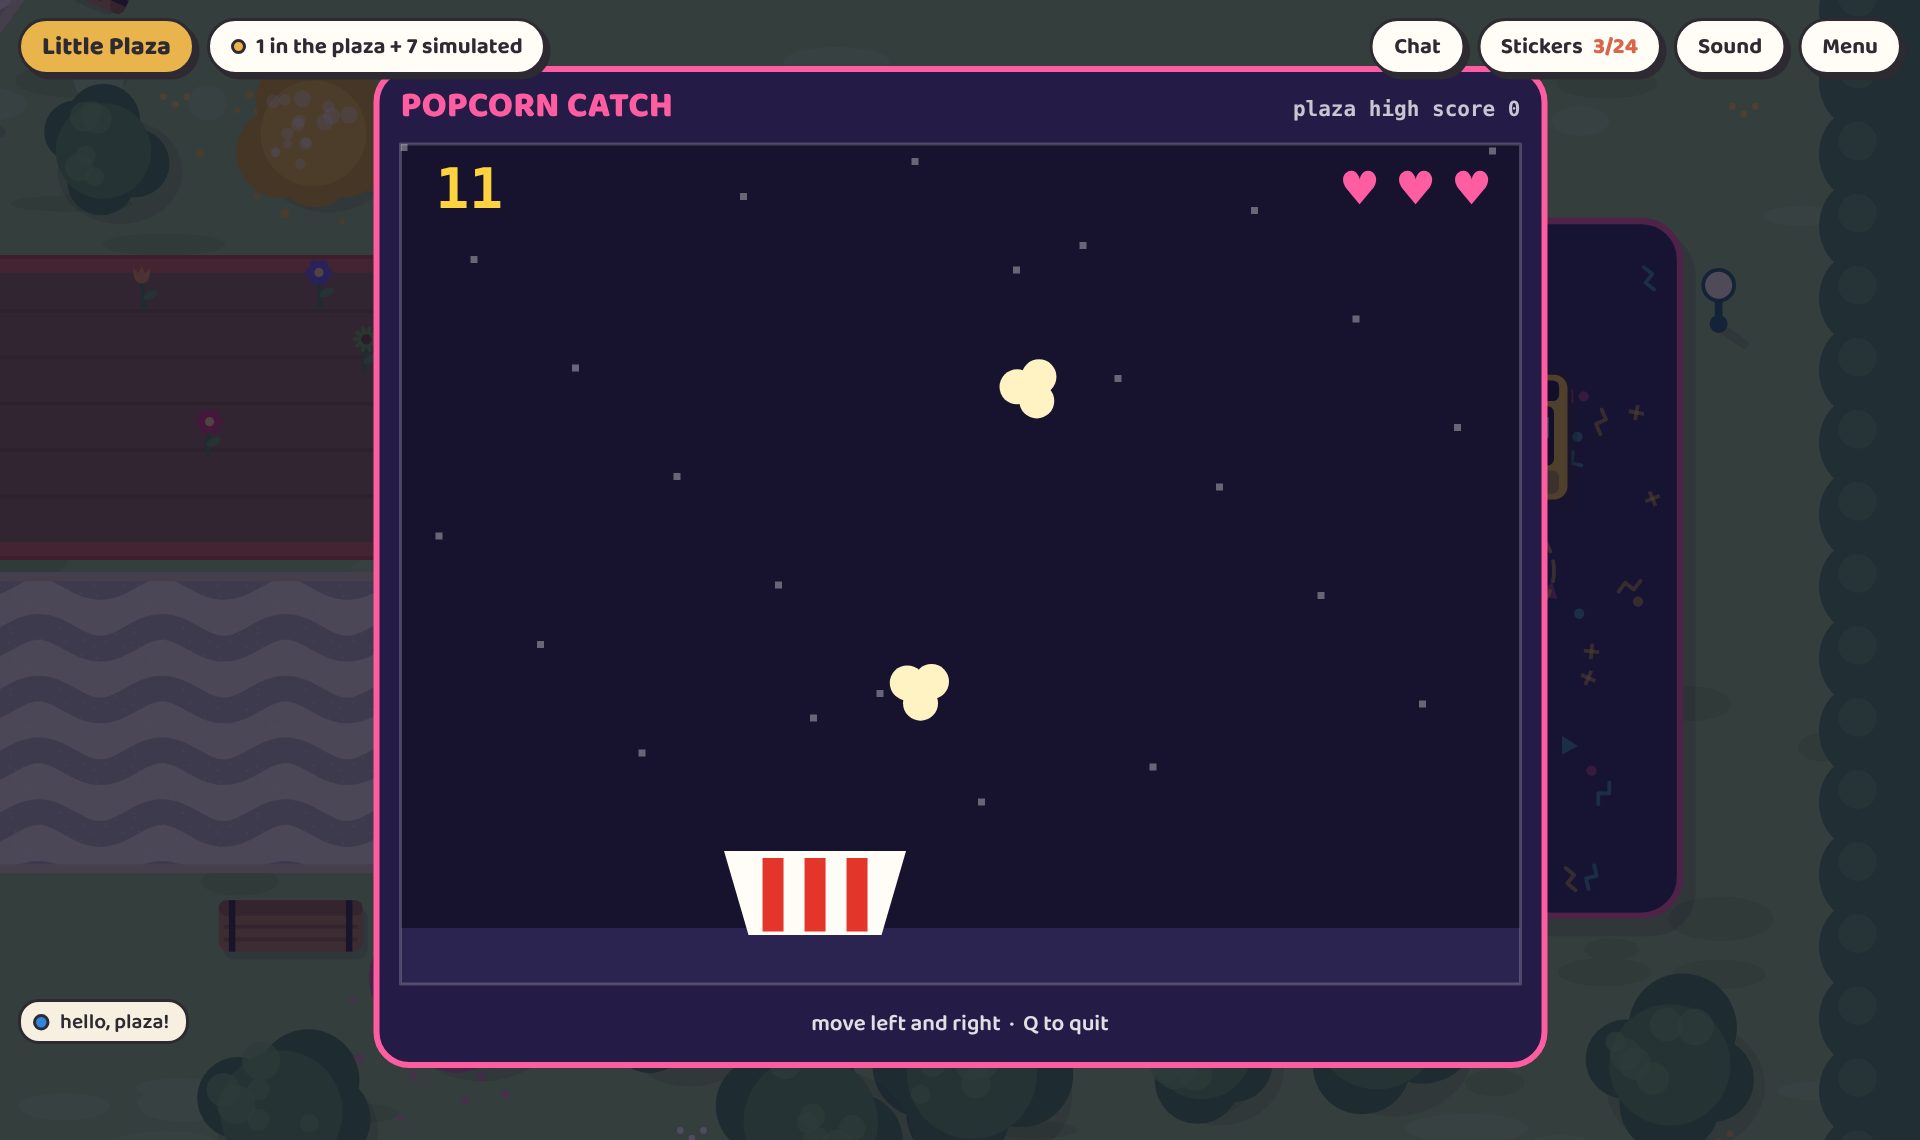 Little Plaza
1 in the plaza + 7 simulated
Chat
Stickers 3/24
Sound
Menu
POPCORN CATCH
plaza high score 0
11
hello, plaza!
move left and right · Q to quit